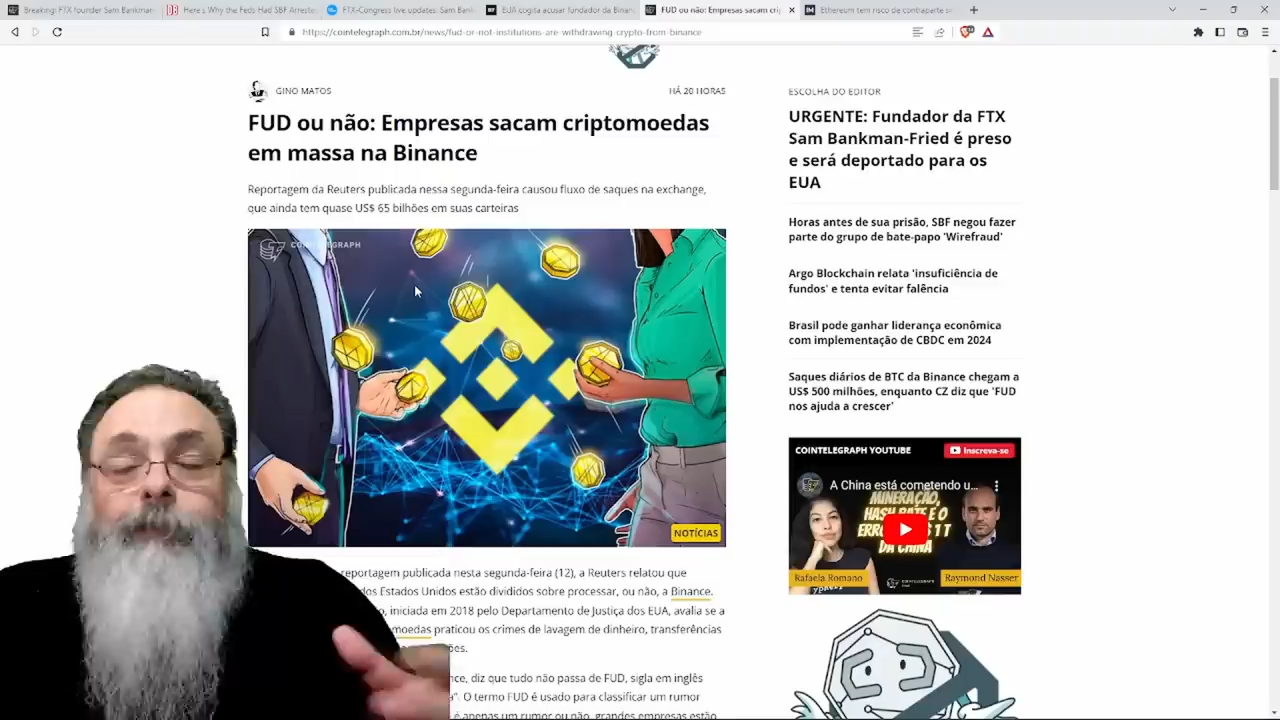 Breaking: FTX founder Sam Bankman
Here's Why the Feds Had SBF Arreste
FTX-Congress live updates: Sam Bank
EUA cogita acusar fundador da Binan
FUD ou não: Empresas sacam crip
Ethereum tem risco de contraparte se
https://cointelegraph.com.br/news/fud-or-not-institutions-are-withdrawing-crypto-from-binance
GINO MATOS
HÁ 20 HORAS
FUD ou não: Empresas sacam criptomoedas
em massa na Binance
Reportagem da Reuters publicada nessa segunda-feira causou fluxo de saques na exchange,
que ainda tem quase US$ 65 bilhões em suas carteiras
COINTELEGRAPH
NOTÍCIAS
reportagem publicada nesta segunda-feira (12), a Reuters relatou que
dos Estados Unidos estão divididos sobre processar, ou não, a Binance.
o, iniciada em 2018 pelo Departamento de Justiça dos EUA, avalia se a
moedas praticou os crimes de lavagem de dinheiro, transferências
ões.
nce, diz que tudo não passa de FUD, sigla em inglês
a". O termo FUD é usado para classificar um rumor
é apenas um rumor ou não, grandes empresas estão
ESCOLHA DO EDITOR
URGENTE: Fundador da FTX
Sam Bankman-Fried é preso
e será deportado para os
EUA
Horas antes de sua prisão, SBF negou fazer
parte do grupo de bate-papo 'Wirefraud'
Argo Blockchain relata 'insuficiência de
fundos' e tenta evitar falência
Brasil pode ganhar liderança econômica
com implementação de CBDC em 2024
Saques diários de BTC da Binance chegam a
US$ 500 milhões, enquanto CZ diz que 'FUD
nos ajuda a crescer'
COINTELEGRAPH YOUTUBE
Inscreva-se
A China está cometendo u...
MINERAÇÃO,
HASH RATE E O
ERRO
1 T
DA CHINA
Rafaela Romano
COINTELEGRAPH
Raymond Nasser